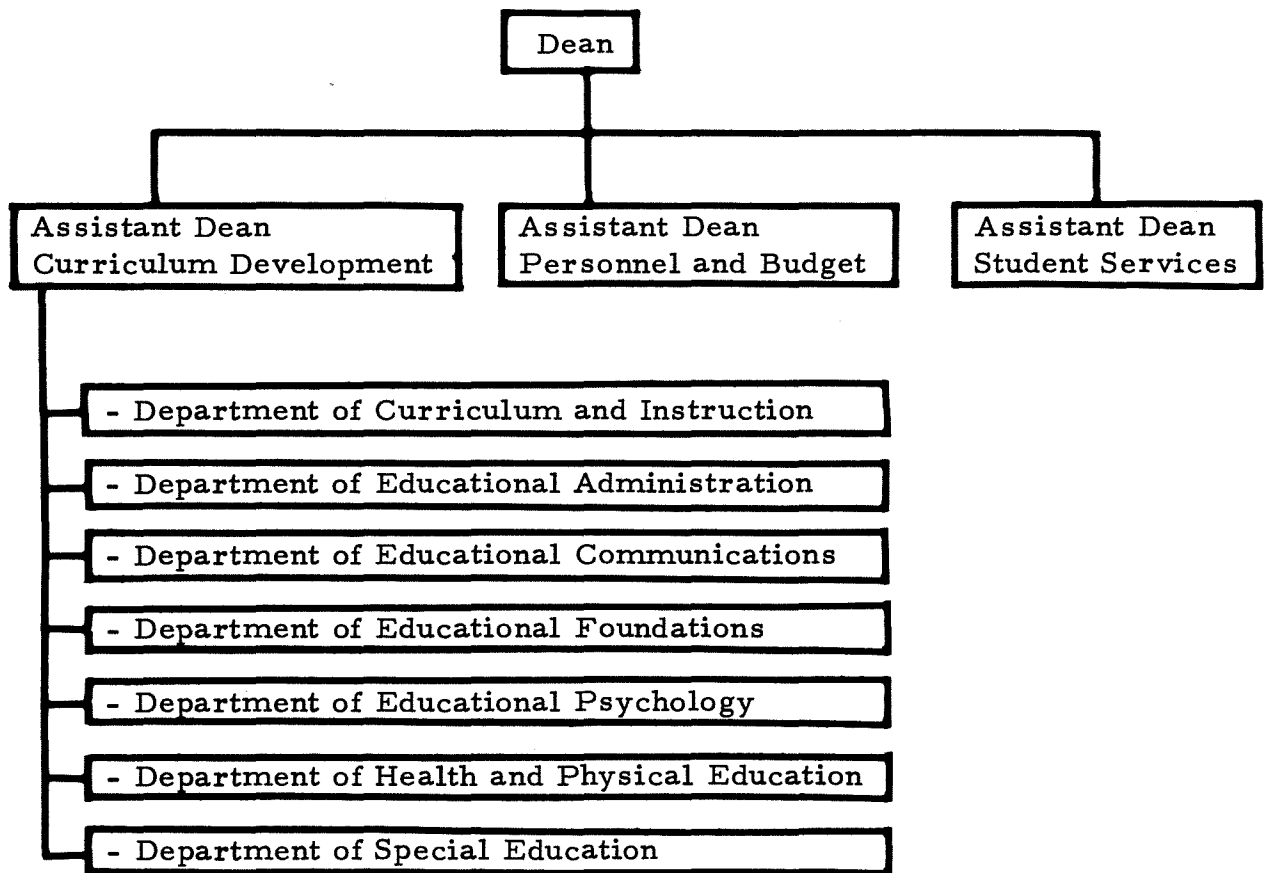 Dean
Assistant Dean
Curriculum Development
Assistant Dean
Personnel and Budget
Assistant Dean
Student Services
- Department of Curriculum and Instruction
- Department of Educational Administration
- Department of Educational Communications
- Department of Educational Foundations
- Department of Educational Psychology
- Department of Health and Physical Education
- Department of Special Education